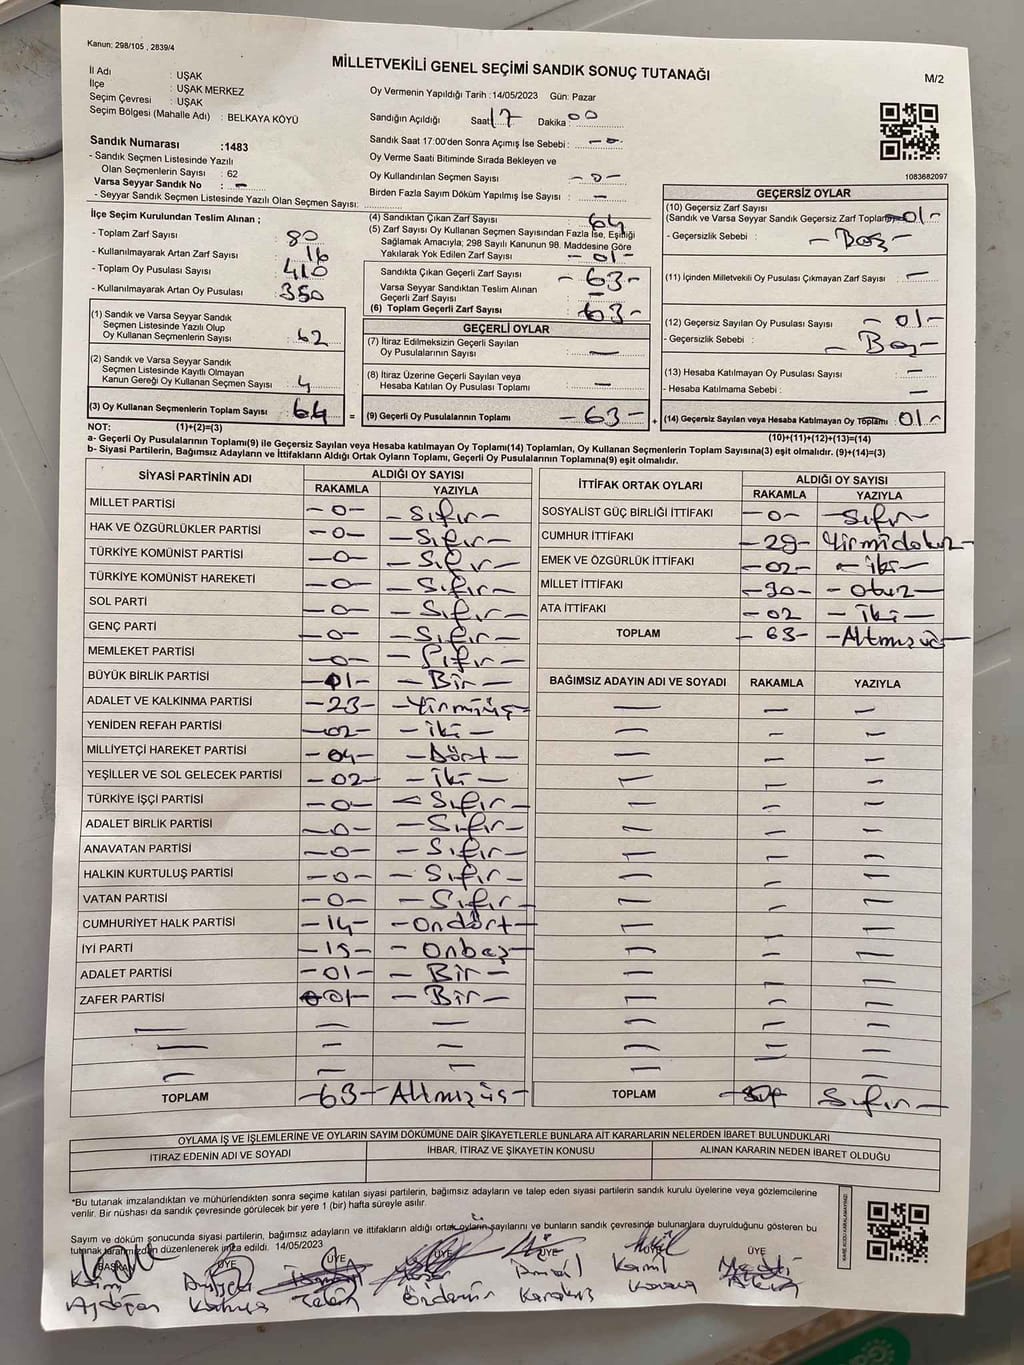 Kanun: 298/105 , 2839/4
MİLLETVEKİLİ GENEL SEÇİMİ SANDIK SONUÇ TUTANAĞI
M/2
İl Adı : UŞAK
İlçe : UŞAK MERKEZ
Seçim Çevresi : UŞAK
Seçim Bölgesi (Mahalle Adı) : BELKAYA KÖYÜ
Oy Vermenin Yapıldığı Tarih :14/05/2023 Gün: Pazar
Sandığın Açıldığı Saat 17 Dakika 00
Sandık Saat 17:00'den Sonra Açımış İse Sebebi : -0-
Oy Verme Saati Bitiminde Sırada Bekleyen ve
Oy Kullandırılan Seçmen Sayısı -0-
Birden Fazla Sayım Döküm Yapılmış İse Sayısı : —
1083682097
Sandık Numarası :1483
- Sandık Seçmen Listesinde Yazılı
Olan Seçmenlerin Sayısı : 62
Varsa Seyyar Sandık No : -
- Seyyar Sandık Seçmen Listesinde Yazılı Olan Seçmen Sayısı:
İlçe Seçim Kurulundan Teslim Alınan ;
- Toplam Zarf Sayısı : 80
- Kullanılmayarak Artan Zarf Sayısı : 16
- Toplam Oy Pusulası Sayısı : 410
- Kullanılmayarak Artan Oy Pusulası : 350
(1) Sandık ve Varsa Seyyar Sandık
Seçmen Listesinde Yazılı Olup
Oy Kullanan Seçmenlerin Sayısı : 62
(2) Sandık ve Varsa Seyyar Sandık
Seçmen Listesinde Kayıtlı Olmayan
Kanun Gereği Oy Kullanan Seçmen Sayısı : 4
(3) Oy Kullanan Seçmenlerin Toplam Sayısı : 64
(4) Sandıktan Çıkan Zarf Sayısı : 64
(5) Zarf Sayısı Oy Kullanan Seçmen Sayısından Fazla İse, Eşitliği
Sağlamak Amacıyla; 298 Sayılı Kanunun 98. Maddesine Göre
Yakılarak Yok Edilen Zarf Sayısı -01-
Sandıkta Çıkan Geçerli Zarf Sayısı -63-
Varsa Seyyar Sandıktan Teslim Alınan
Geçerli Zarf Sayısı : —
(6) Toplam Geçerli Zarf Sayısı : 63-
GEÇERLİ OYLAR
(7) İtiraz Edilmeksizin Geçerli Sayılan
Oy Pusulalarının Sayısı : —
(8) İtiraz Üzerine Geçerli Sayılan veya
Hesaba Katılan Oy Pusulası Toplamı : —
= (9) Geçerli Oy Pusulalarının Toplamı -63- +
GEÇERSİZ OYLAR
(10) Geçersiz Zarf Sayısı
(Sandık ve Varsa Seyyar Sandık Geçersiz Zarf Toplamı) -01-
- Geçersizlik Sebebi : -Boş-
(11) İçinden Milletvekili Oy Pusulası Çıkmayan Zarf Sayısı : —
(12) Geçersiz Sayılan Oy Pusulası Sayısı : -01-
- Geçersizlik Sebebi : - Boş-
(13) Hesaba Katılmayan Oy Pusulası Sayısı : —
- Hesaba Katılmama Sebebi : —
(14) Geçersiz Sayılan veya Hesaba Katılmayan Oy Toplamı : 01-
NOT: (1)+(2)=(3)
(10)+(11)+(12)+(13)=(14)
a- Geçerli Oy Pusulalarının Toplamı(9) ile Geçersiz Sayılan veya Hesaba katılmayan Oy Toplamı(14) Toplamları, Oy Kullanan Seçmenlerin Toplam Sayısına(3) eşit olmalıdır. (9)+(14)=(3)
b- Siyasi Partilerin, Bağımsız Adayların ve İttifakların Aldığı Ortak Oyların Toplamı, Geçerli Oy Pusulalarının Toplamına(9) eşit olmalıdır.
SİYASİ PARTİNİN ADI ALDIĞI OY SAYISI
RAKAMLA YAZIYLA
MİLLET PARTİSİ -0- -Sıfır-
HAK VE ÖZGÜRLÜKLER PARTİSİ -0- -Sıfır-
TÜRKİYE KOMÜNİST PARTİSİ -0- -Sıfır
TÜRKİYE KOMÜNİST HAREKETİ -0- -Sıfır-
SOL PARTİ -0- -Sıfır-
GENÇ PARTİ -0- -Sıfır-
MEMLEKET PARTİSİ -0- -Sıfır-
BÜYÜK BİRLİK PARTİSİ -01- -Bir-
ADALET VE KALKINMA PARTİSİ -23- -Yirmiüç
YENİDEN REFAH PARTİSİ -02- -iki-
MİLLİYETÇİ HAREKET PARTİSİ -04- -Dört-
YEŞİLLER VE SOL GELECEK PARTİSİ -02- -İki-
TÜRKİYE İŞÇİ PARTİSİ -0- -Sıfır-
ADALET BİRLİK PARTİSİ -0- -Sıfır-
ANAVATAN PARTİSİ -0- -Sıfır-
HALKIN KURTULUŞ PARTİSİ -0- -Sıfır-
VATAN PARTİSİ -0- -Sıfır-
CUMHURİYET HALK PARTİSİ -14- -Ondört-
İYİ PARTİ -15- -Onbeş-
ADALET PARTİSİ -01- -Bir-
ZAFER PARTİSİ 01- -Bir-
TOPLAM -63- Altmışüç-
İTTİFAK ORTAK OYLARI ALDIĞI OY SAYISI
RAKAMLA YAZIYLA
SOSYALİST GÜÇ BİRLİĞİ İTTİFAKI -0- -Sıfır-
CUMHUR İTTİFAKI -29- Yirmidokuz-
EMEK VE ÖZGÜRLÜK İTTİFAKI -02- -iki-
MİLLET İTTİFAKI -30- -Otuz-
ATA İTTİFAKI -02 -İki-
TOPLAM -63- -Altmışüç-
BAĞIMSIZ ADAYIN ADI VE SOYADI RAKAMLA YAZIYLA
TOPLAM Sıfır-
OYLAMA İŞ VE İŞLEMLERİNE VE OYLARIN SAYIM DÖKÜMÜNE DAİR ŞİKAYETLERLE BUNLARA AİT KARARLARIN NELERDEN İBARET BULUNDUKLARI
İTİRAZ EDENİN ADI VE SOYADI İHBAR, İTİRAZ VE ŞİKAYETİN KONUSU ALINAN KARARIN NEDEN İBARET OLDUĞU
*Bu tutanak imzalandıktan ve mühürlendikten sonra seçime katılan siyasi partilerin, bağımsız adayların ve talep eden siyasi partilerin sandık kurulu üyelerine veya gözlemcilerine
verilir. Bir nüshası da sandık çevresinde görülecek bir yere 1 (bir) hafta süreyle asılır.
Sayım ve döküm sonucunda siyasi partilerin, bağımsız adayların ve ittifakların aldığı ortak oyların sayılarını ve bunların sandık çevresinde bulunanlara duyrulduğunu gösteren bu
tutanak tarafımızdan düzenlenerek imza edildi. 14/05/2023
BAŞKAN ÜYE ÜYE ÜYE ÜYE ÜYE ÜYE
Kamil
Aydoğan Özdemir Karakuş Karaca